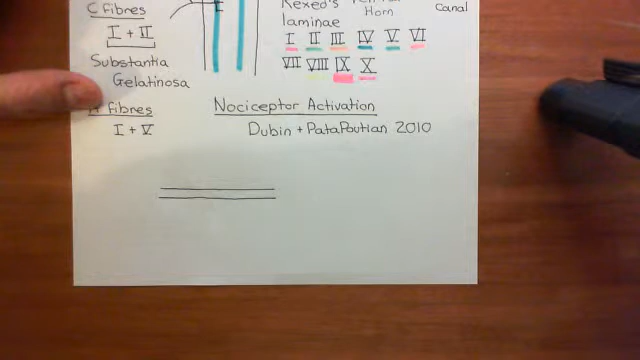 C fibres
I + II
Substantia
Gelatinosa
fibres
I + V
Rexed's
Horn
Canal
laminae
I II III IV V VI
VII VIII IX X
Nociceptor Activation
Dubin + Patapoutian 2010